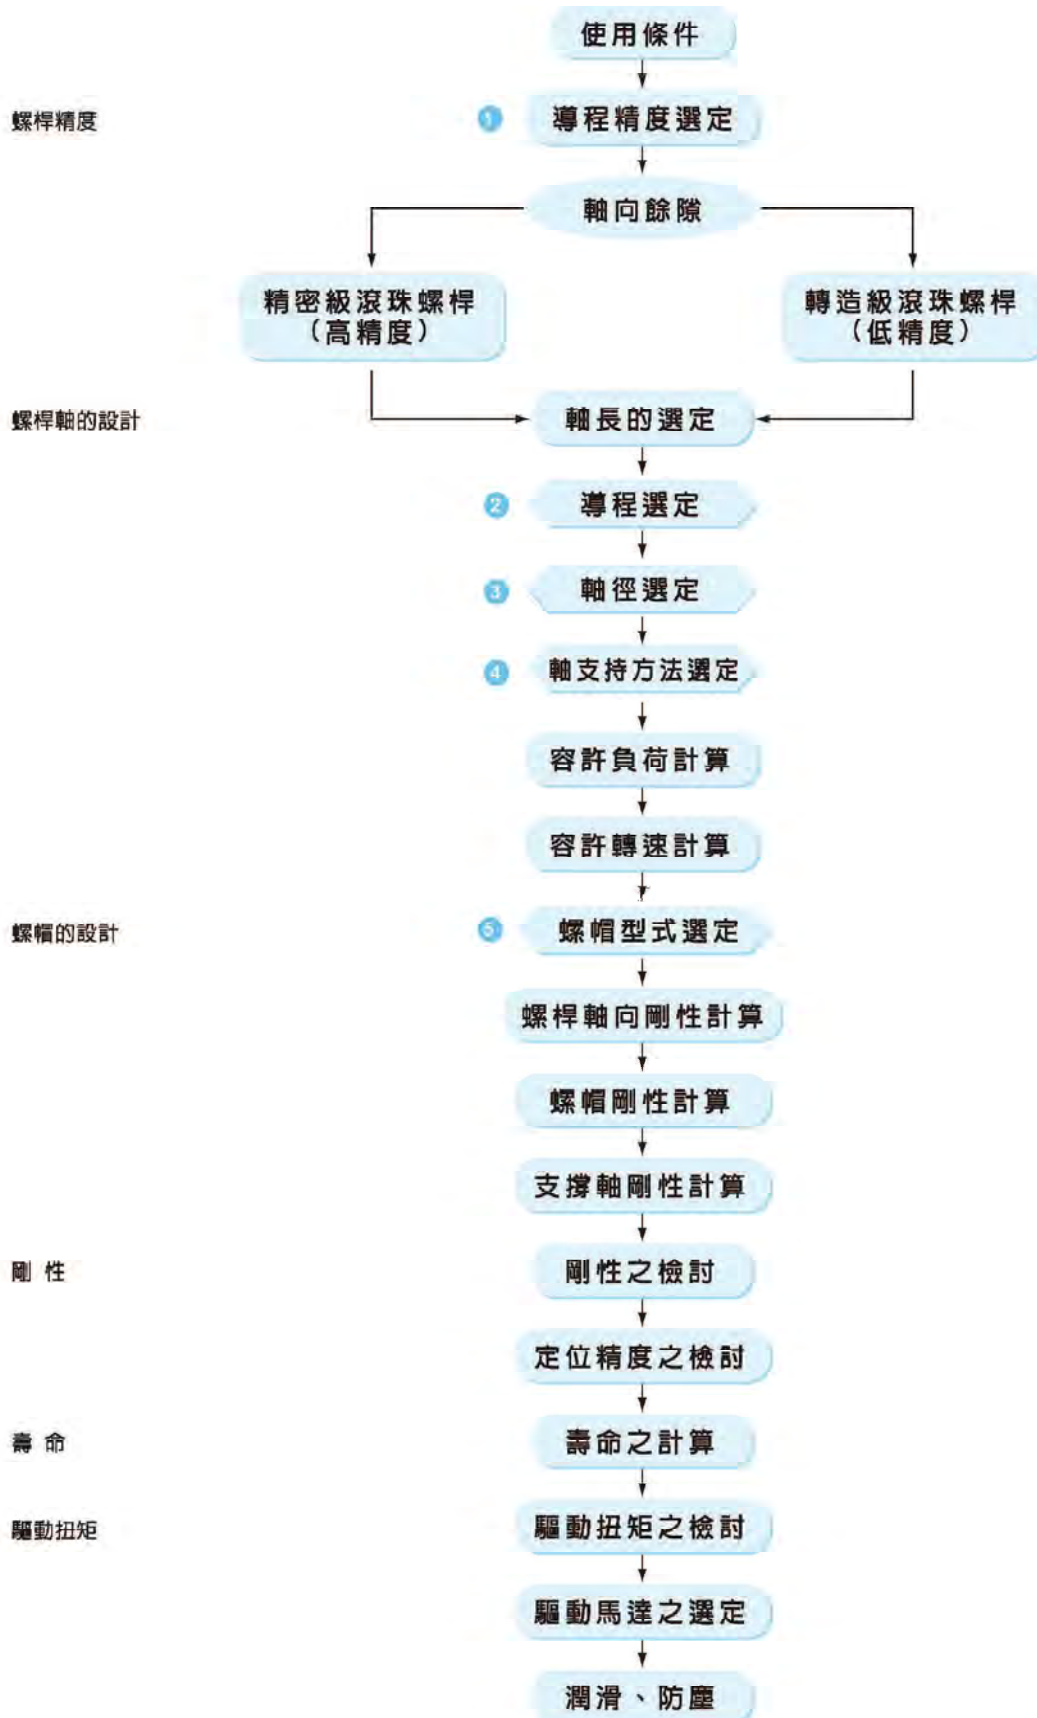 使用條件
螺桿精度
1
導程精度選定
軸向餘隙
精密級滾珠螺桿
(高精度)
轉造級滾珠螺桿
(低精度)
螺桿軸的設計
軸長的選定
2
導程選定
3
軸徑選定
4
軸支持方法選定
容許負荷計算
容許轉速計算
螺帽的設計
5
螺帽型式選定
螺桿軸向剛性計算
螺帽剛性計算
支撐軸剛性計算
剛 性
剛性之檢討
定位精度之檢討
壽 命
壽命之計算
驅動扭矩
驅動扭矩之檢討
驅動馬達之選定
潤滑、防塵